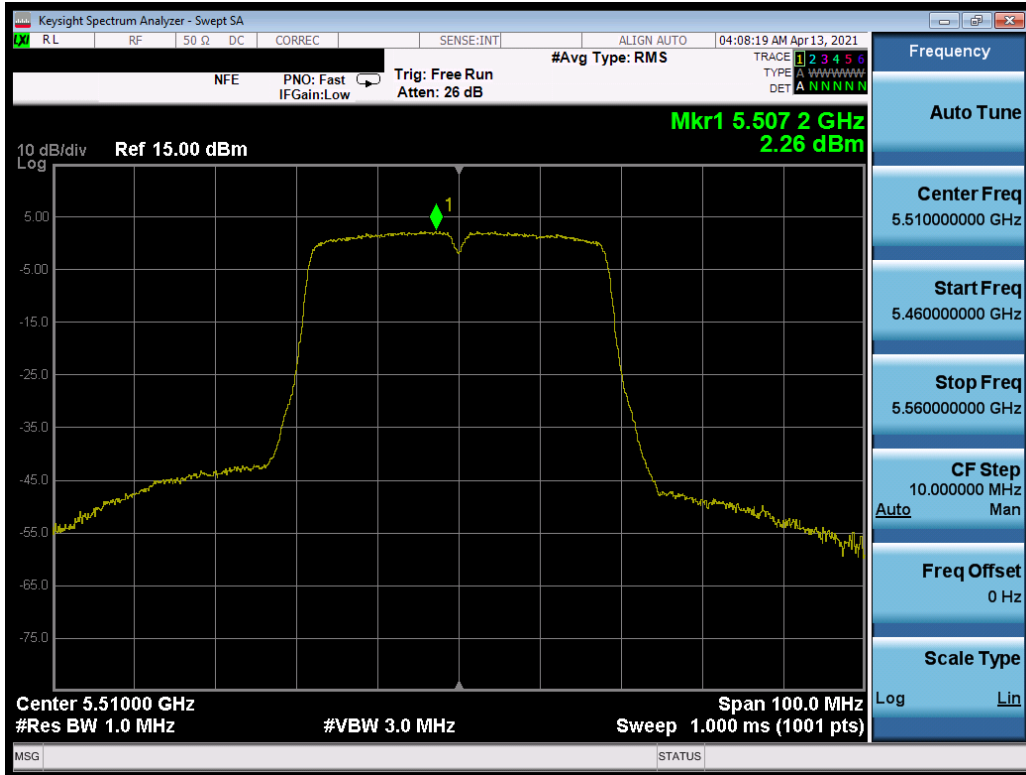 Keysight Spectrum Analyzer - Swept SA
LXI RL RF 50 Ω DC CORREC SENSE:INT ALIGN AUTO 04:08:19 AM Apr 13, 2021
#Avg Type: RMS
TRACE 1 2 3 4 5 6
TYPE A WWWWW
DET A N N N N N
NFE
PNO: Fast
IFGain:Low
Trig: Free Run
Atten: 26 dB
Mkr1 5.507 2 GHz
2.26 dBm
10 dB/div
Log
Ref 15.00 dBm
1
5.00
-5.00
-15.0
-25.0
-35.0
-45.0
-55.0
-65.0
-75.0
Center 5.51000 GHz
Span 100.0 MHz
#Res BW 1.0 MHz
#VBW 3.0 MHz
Sweep 1.000 ms (1001 pts)
MSG
STATUS
Frequency
Auto Tune
Center Freq
5.510000000 GHz
Start Freq
5.460000000 GHz
Stop Freq
5.560000000 GHz
CF Step
10.000000 MHz
Auto Man
Freq Offset
0 Hz
Scale Type
Log Lin